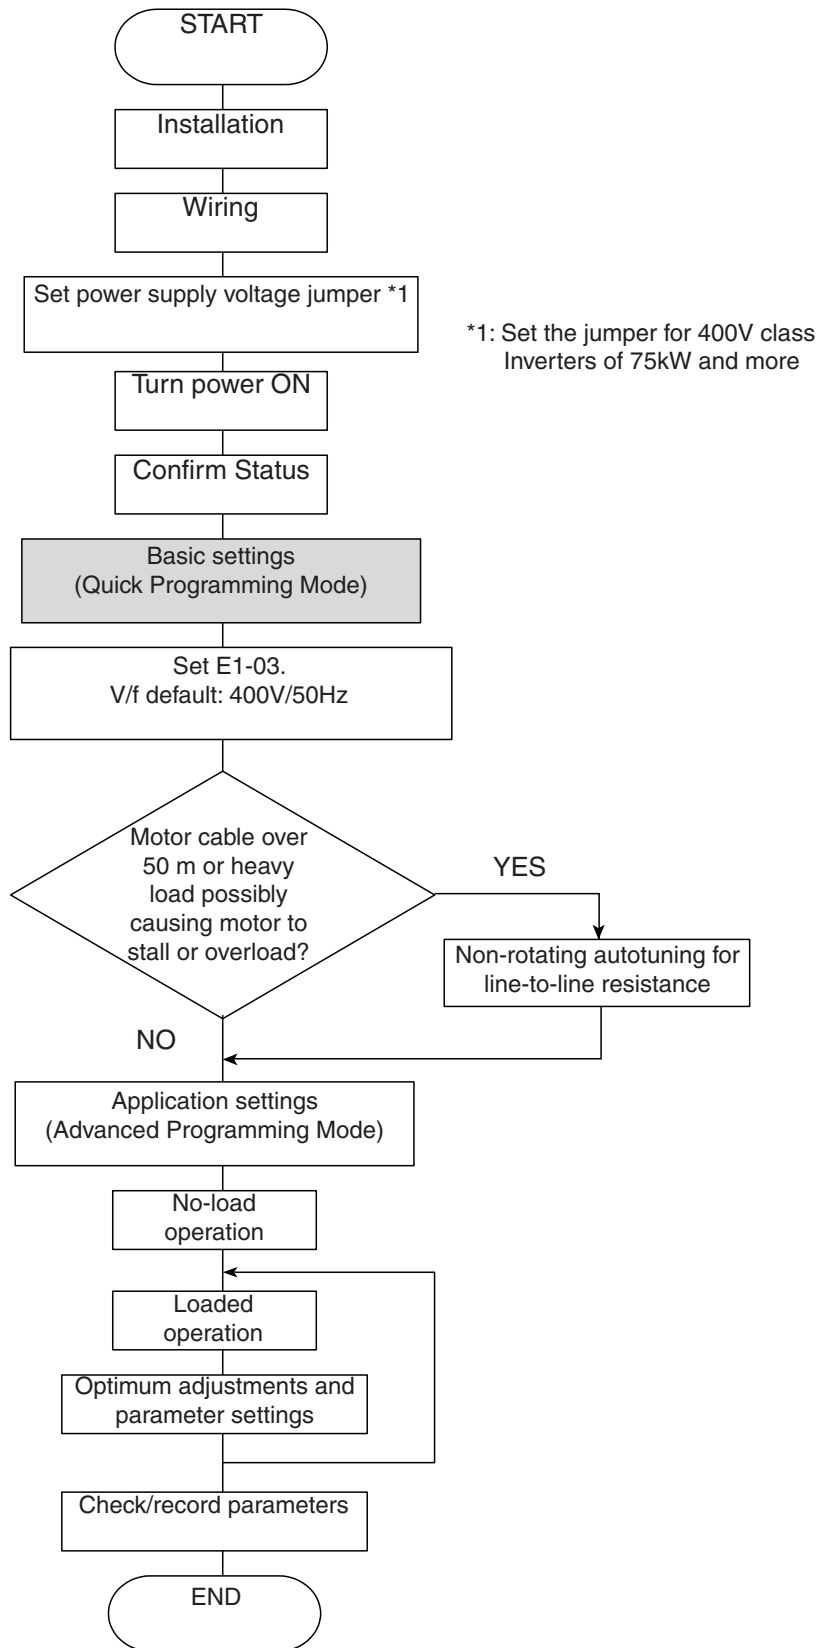 START
Installation
Wiring
Set power supply voltage jumper *1
*1: Set the jumper for 400V class
Inverters of 75kW and more
Turn power ON
Confirm Status
Basic settings
(Quick Programming Mode)
Set E1-03.
V/f default: 400V/50Hz
Motor cable over
50 m or heavy
load possibly
causing motor to
stall or overload?
YES
Non-rotating autotuning for
line-to-line resistance
NO
Application settings
(Advanced Programming Mode)
No-load
operation
Loaded
operation
Optimum adjustments and
parameter settings
Check/record parameters
END